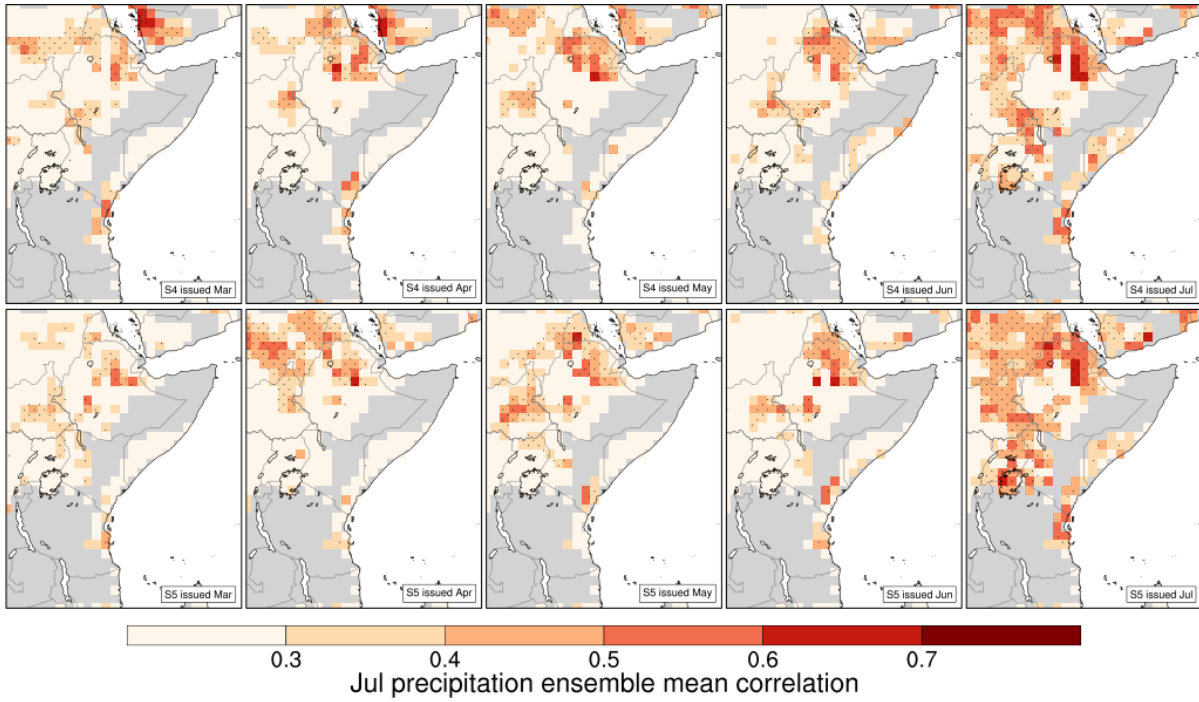 S4 issued Mar
S4 issued Apr
S4 issued May
S4 issued Jun
S4 issued Jul
S5 issued Mar
S5 issued Apr
S5 issued May
S5 issued Jun
S5 issued Jul
0.3 0.4 0.5 0.6 0.7
Jul precipitation ensemble mean correlation